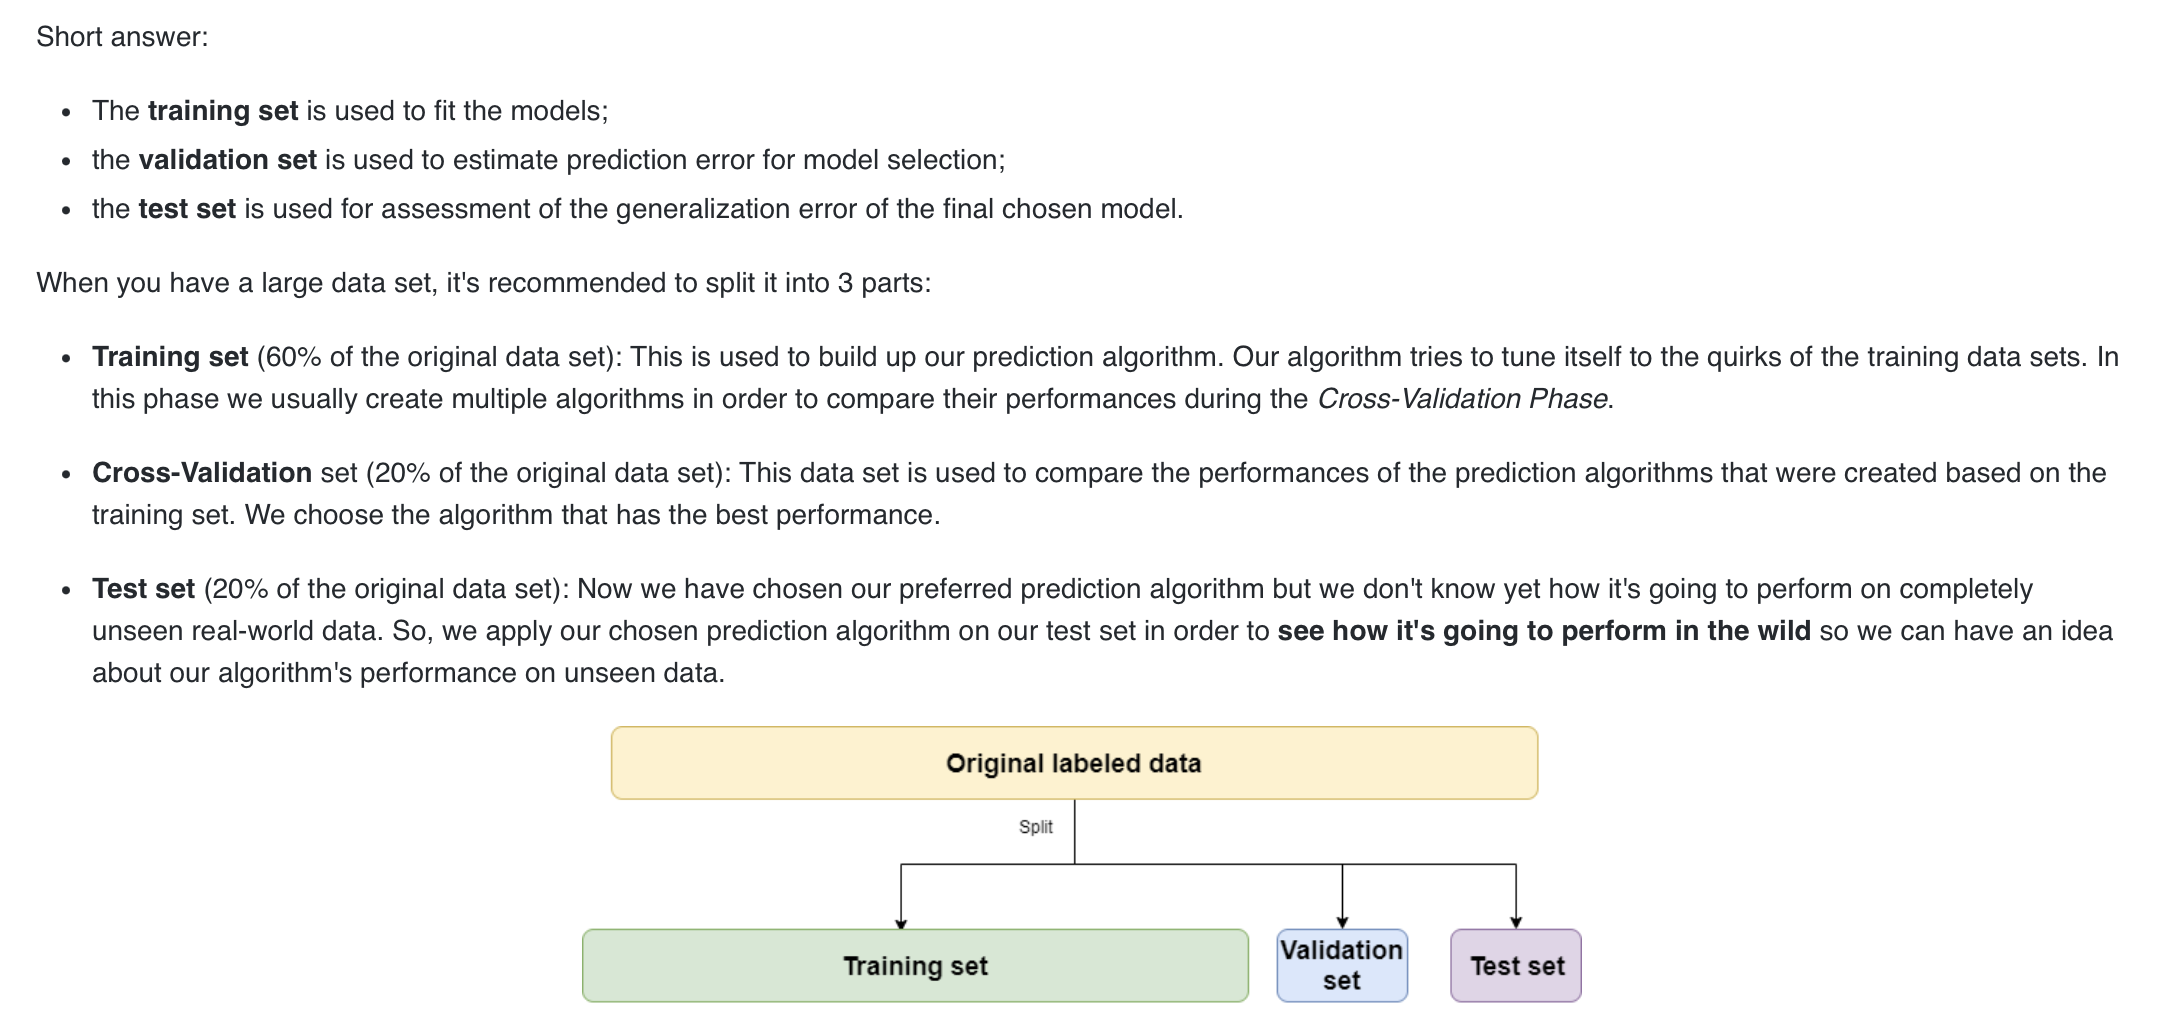 Short answer:
• The training set is used to fit the models;
• the validation set is used to estimate prediction error for model selection;
• the test set is used for assessment of the generalization error of the final chosen model.
When you have a large data set, it's recommended to split it into 3 parts:
• Training set (60% of the original data set): This is used to build up our prediction algorithm. Our algorithm tries to tune itself to the quirks of the training data sets. In
this phase we usually create multiple algorithms in order to compare their performances during the Cross-Validation Phase.
• Cross-Validation set (20% of the original data set): This data set is used to compare the performances of the prediction algorithms that were created based on the
training set. We choose the algorithm that has the best performance.
• Test set (20% of the original data set): Now we have chosen our preferred prediction algorithm but we don't know yet how it's going to perform on completely
unseen real-world data. So, we apply our chosen prediction algorithm on our test set in order to see how it's going to perform in the wild so we can have an idea
about our algorithm's performance on unseen data.
Original labeled data
Split
Training set
Validation
set
Test set